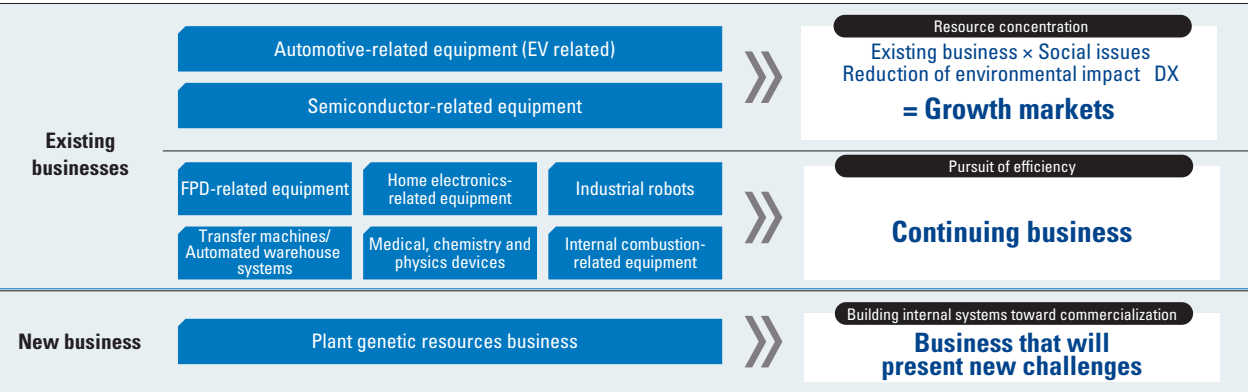 Existing
businesses
Automotive-related equipment (EV related)
Semiconductor-related equipment
Resource concentration
Existing business × Social issues
Reduction of environmental impact DX
= Growth markets
FPD-related equipment
Home electronics-
related equipment
Industrial robots
Transfer machines/
Automated warehouse
systems
Medical, chemistry and
physics devices
Internal combustion-
related equipment
Pursuit of efficiency
Continuing business
New business
Plant genetic resources business
Building internal systems toward commercialization
Business that will
present new challenges